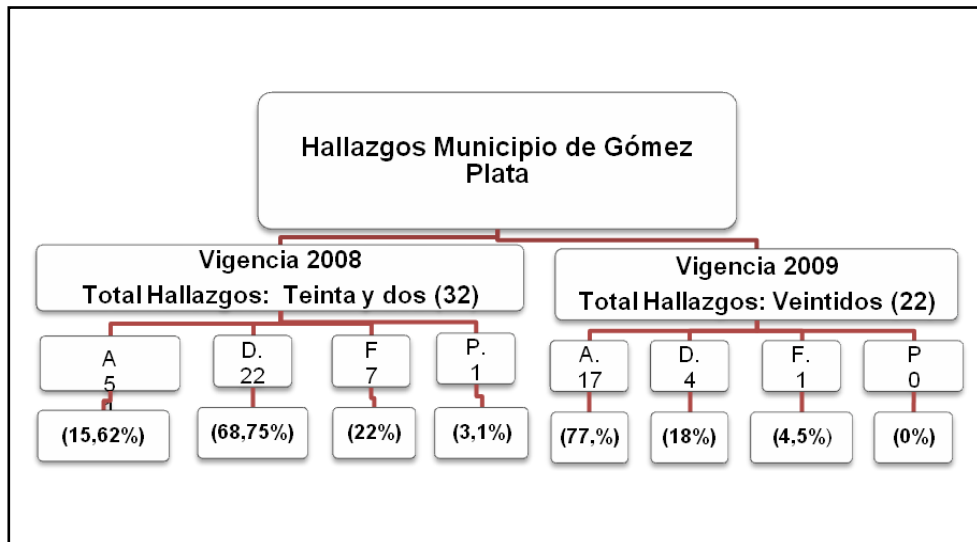 Hallazgos Municipio de Gómez
Plata
Vigencia 2008
Total Hallazgos: Teinta y dos (32)
Vigencia 2009
Total Hallazgos: Veintidos (22)
A
5
D.
22
F
7
P.
1
A.
17
D.
4
F.
1
P
0
(15,62%)
(68,75%)
(22%)
(3,1%)
(77,%)
(18%)
(4,5%)
(0%)